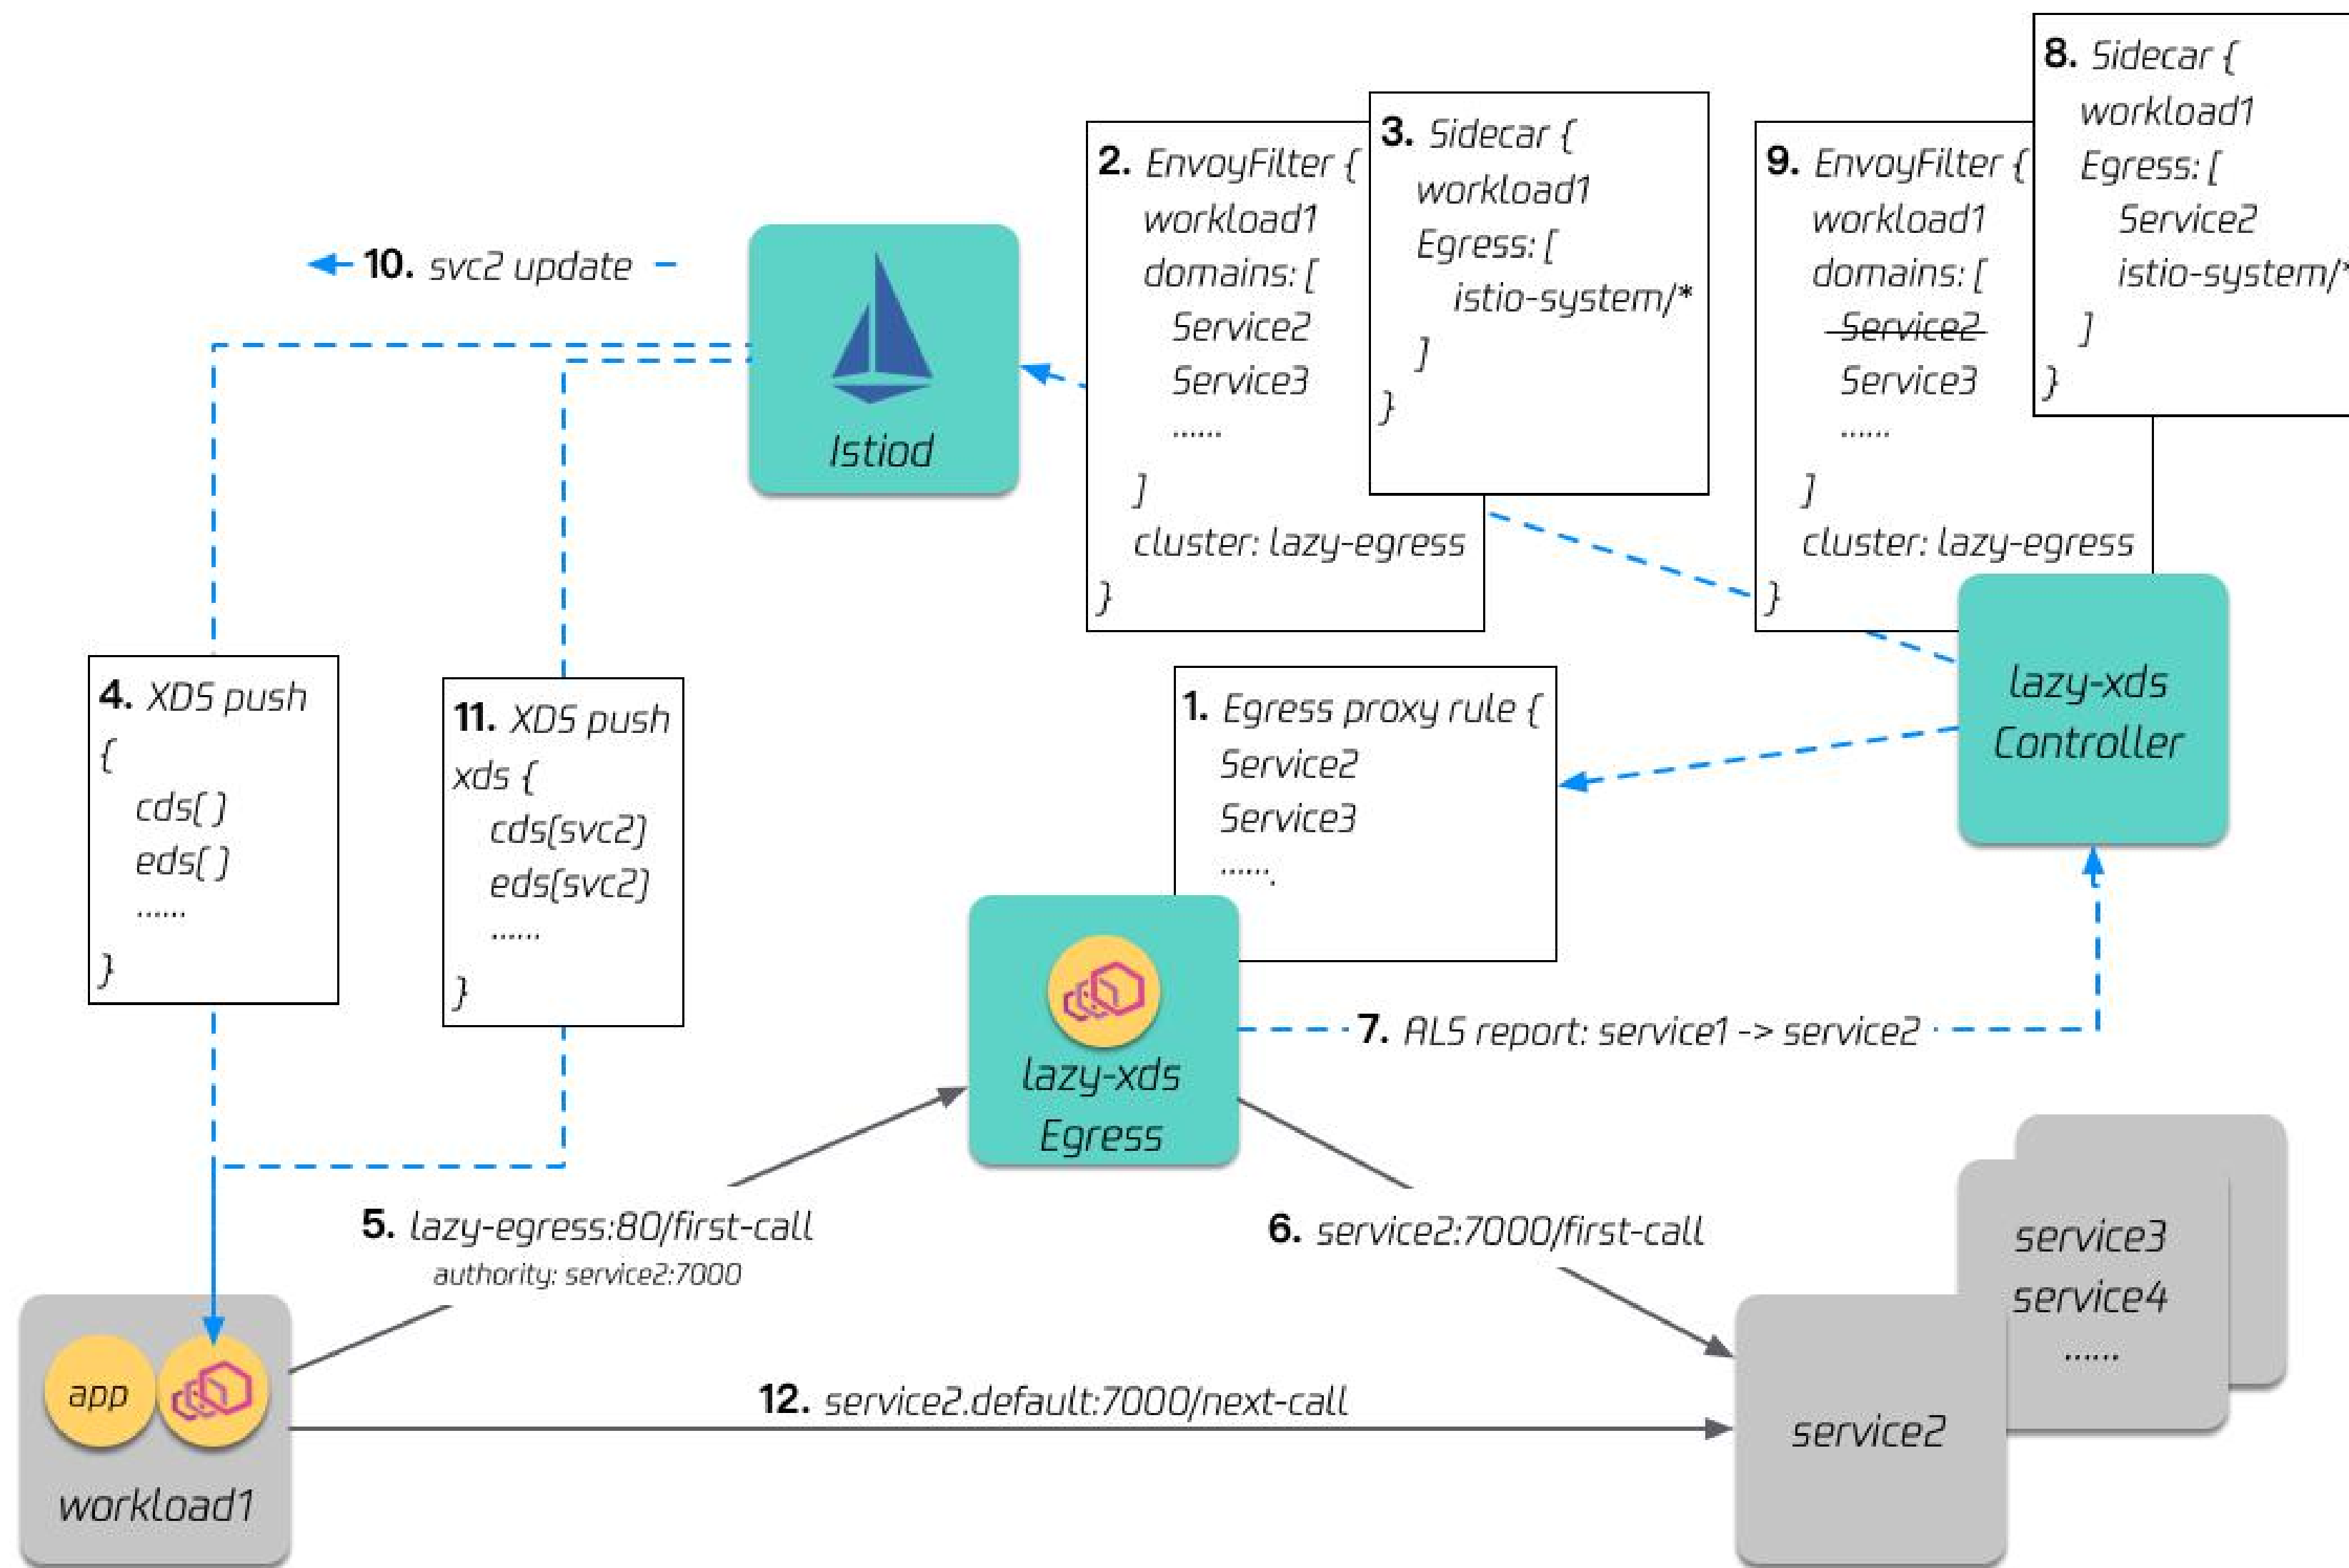 8. Sidecar {
workload1
Egress: [
Service2
istio-system/*
]
}
3. Sidecar {
workload1
Egress: [
istio-system/*
]
}
2. EnvoyFilter {
workload1
domains: [
Service2
Service3
......
]
cluster: lazy-egress
}
9. EnvoyFilter {
workload1
domains: [
Service2
Service3
......
]
cluster: lazy-egress
}
10. svc2 update
Istiod
4. XDS push
{
cds( )
eds( )
......
}
11. XDS push
xds {
cds(svc2)
eds(svc2)
......
}
1. Egress proxy rule {
Service2
Service3
.......
lazy-xds
Controller
lazy-xds
Egress
7. ALS report: service1 -> service2
5. lazy-egress:80/first-call
authority: service2:7000
6. service2:7000/first-call
service3
service4
......
12. service2.default:7000/next-call
app
workload1
service2